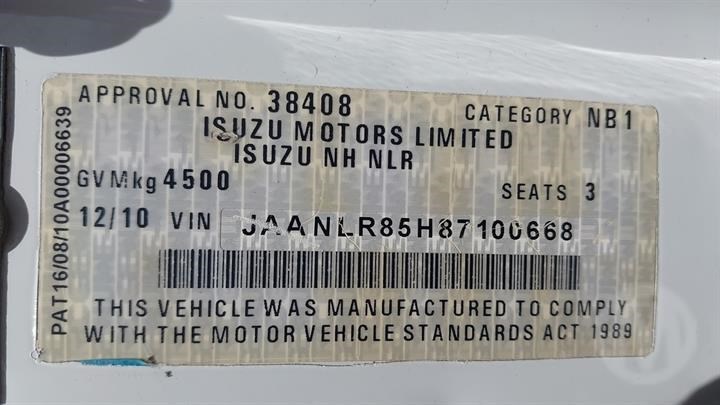 APPROVAL NO. 38408 CATEGORY NB1
ISUZU MOTORS LIMITED
ISUZU NH NLR
GVMkg 4500 SEATS 3
12/10 VIN JAANLR85H87100668
THIS VEHICLE WAS MANUFACTURED TO COMPLY
WITH THE MOTOR VEHICLE STANDARDS ACT 1989
PAT16/08/10A00006639